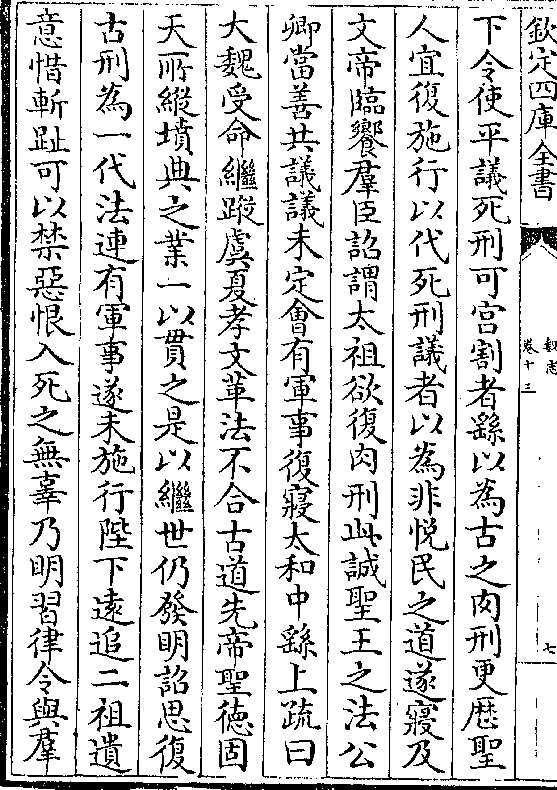 欽定四庫全書
魏志
卷十三
七
下令使平議死刑可宫割者繇以為古之肉刑更歴聖
人宜復施行以代死刑議者以為非悦民之道遂寢及
文帝臨饗羣臣詔謂太祖欲復肉刑此誠聖王之法公
卿當善共議議未定會有軍事復寢太和中繇上疏曰
大魏受命繼蹤虞夏孝文革法不合古道先帝聖徳固
天所縱墳典之業一以貫之是以繼世仍發明詔思復
古刑為一代法連有軍事遂未施行陛下遠追二祖遺
意惜斬趾可以禁惡恨入死之無辜乃明習律令與羣